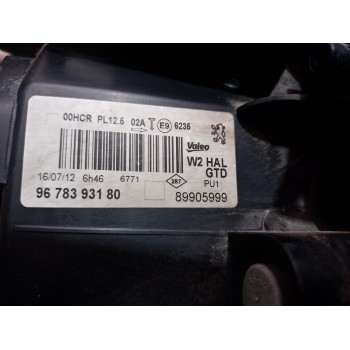 00HCR PL12.5 02A E9 6235
Valeo
W2 HAL
GTD
16/07/12 6h46 6771 267 PU1
96 783 931 80 89905999